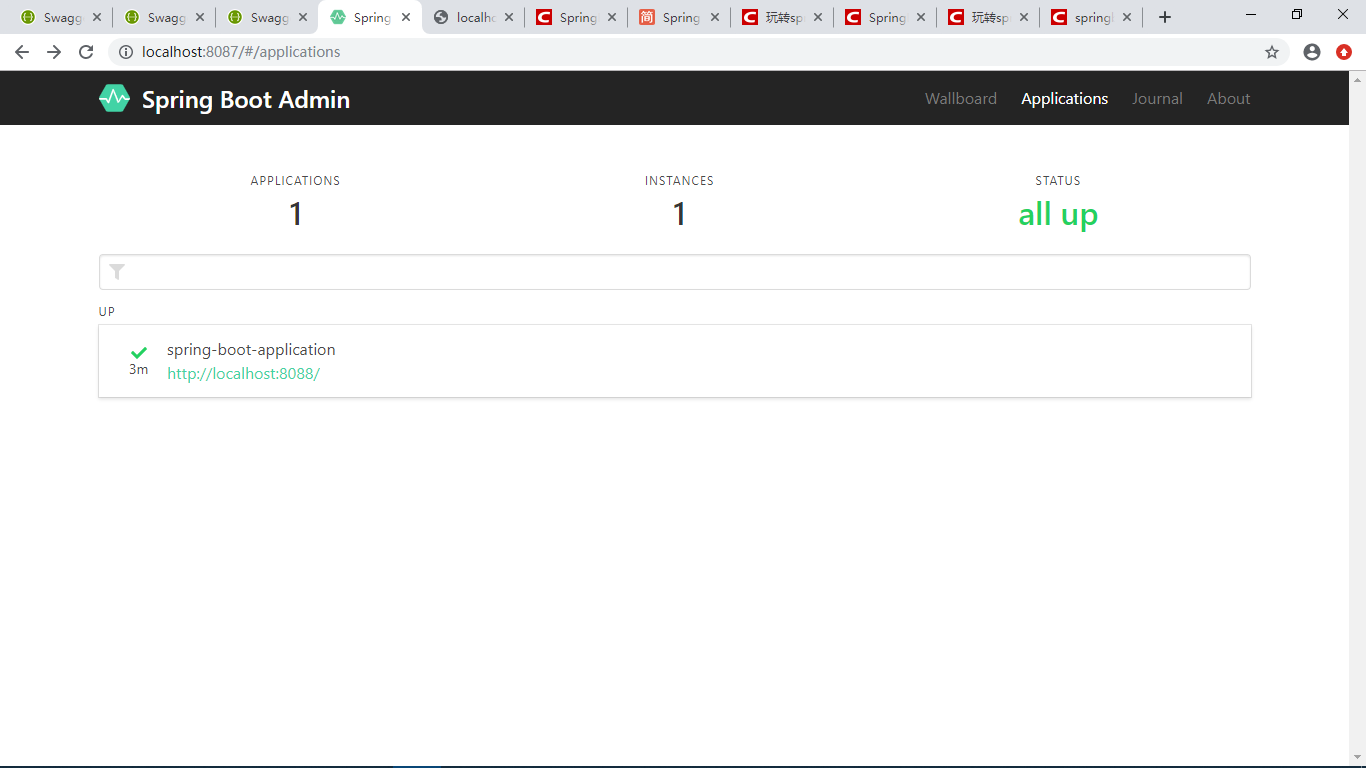 Swagg Swagg Swagg Spring localho Spring Spring 玩转sp Spring 玩转sp spring
localhost:8087/#/applications
Spring Boot Admin Wallboard Applications Journal About
APPLICATIONS INSTANCES STATUS
1 1 all up
UP
spring-boot-application
3m
http://localhost:8088/